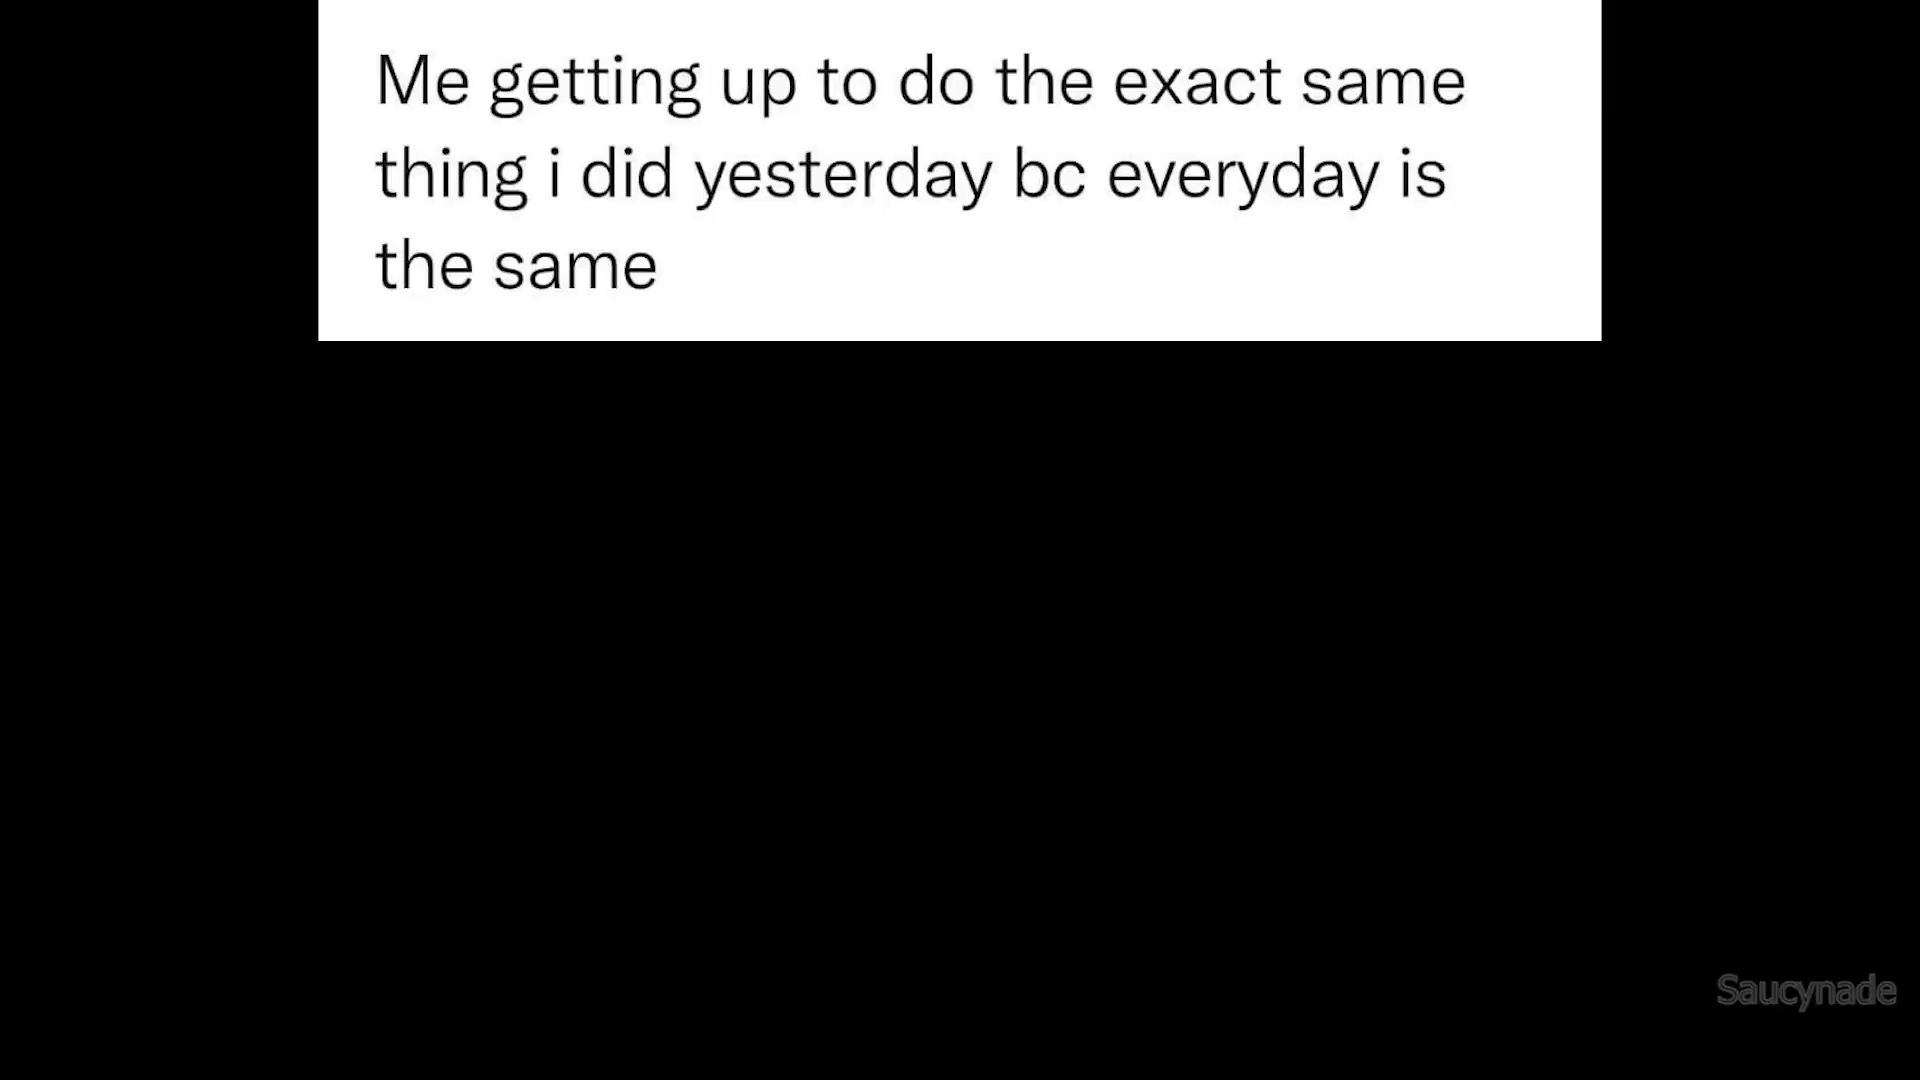 Me getting up to do the exact same
thing i did yesterday bc everyday is
the same
Saucynade